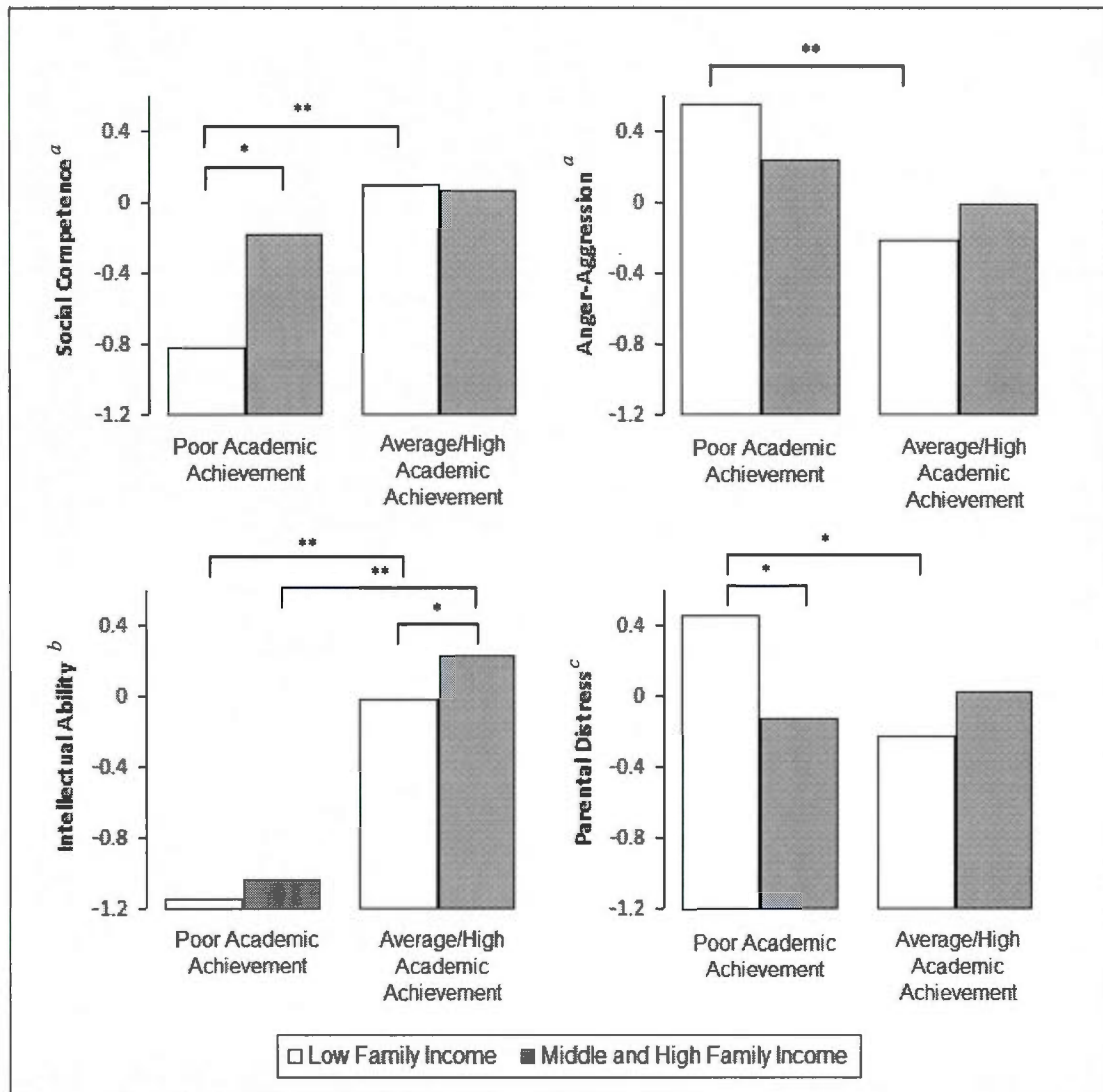 **
**
0.4
0
-0.4
-0.8
-1.2
Social Competence a
*
Poor Academic
Achievement
Average/High
Academic
Achievement
0.4
0
-0.4
-0.8
-1.2
Anger-Aggression a
Poor Academic
Achievement
Average/High
Academic
Achievement
**
**
*
0.4
0
-0.4
-0.8
-1.2
Intellectual Ability b
Poor Academic
Achievement
Average/High
Academic
Achievement
*
*
0.4
0
-0.4
-0.8
-1.2
Parental Distress c
Poor Academic
Achievement
Average/High
Academic
Achievement
Low Family Income Middle and High Family Income